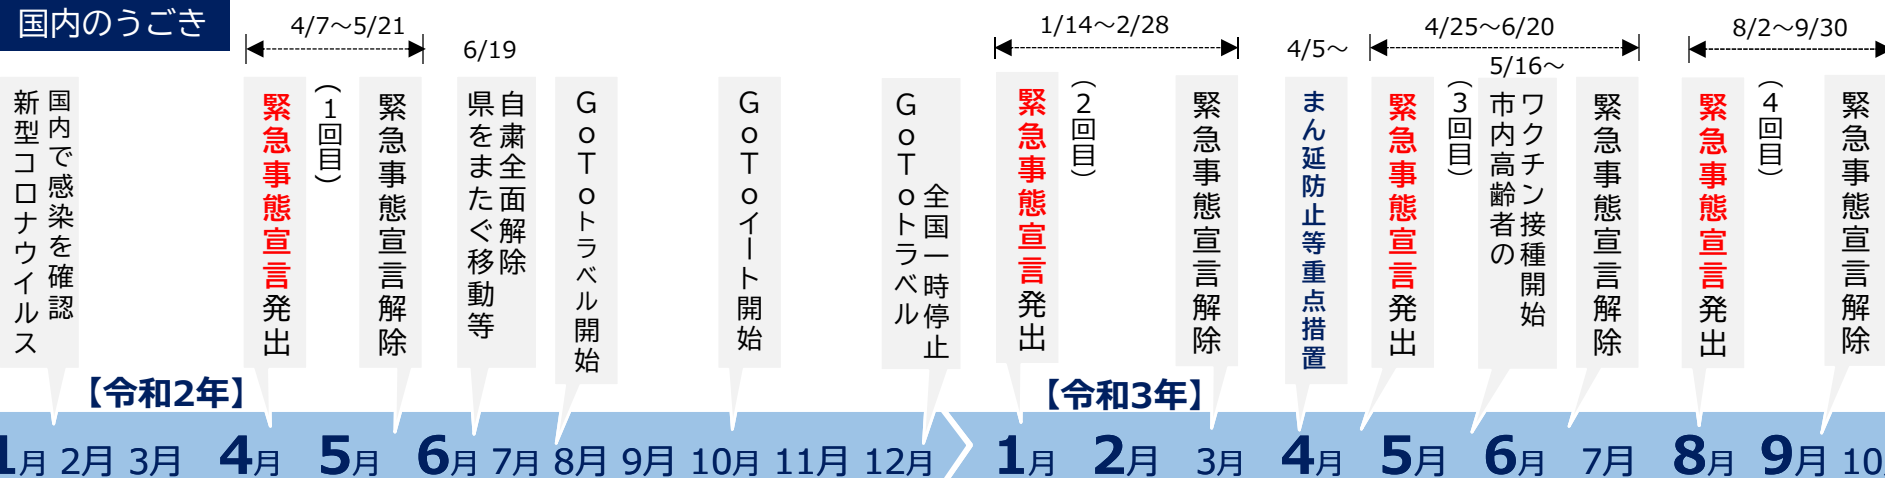 国内のうごき
4/7～5/21
6/19
1/14～2/28
4/5～
4/25～6/20
5/16～
8/2～9/30
国内で感染を確認
新型コロナウイルス
緊急事態宣言発出
（1回目）
緊急事態宣言解除
自粛全面解除
県をまたぐ移動等
GoToトラベル開始
GoToイート開始
全国一時停止
GoToトラベル
緊急事態宣言発出
（2回目）
緊急事態宣言解除
まん延防止等重点措置
緊急事態宣言発出
（3回目）
ワクチン接種開始
市内高齢者の
緊急事態宣言解除
緊急事態宣言発出
（4回目）
緊急事態宣言解除
【令和2年】
【令和3年】
1月 2月 3月 4月 5月 6月 7月 8月 9月 10月 11月 12月 1月 2月 3月 4月 5月 6月 7月 8月 9月 10